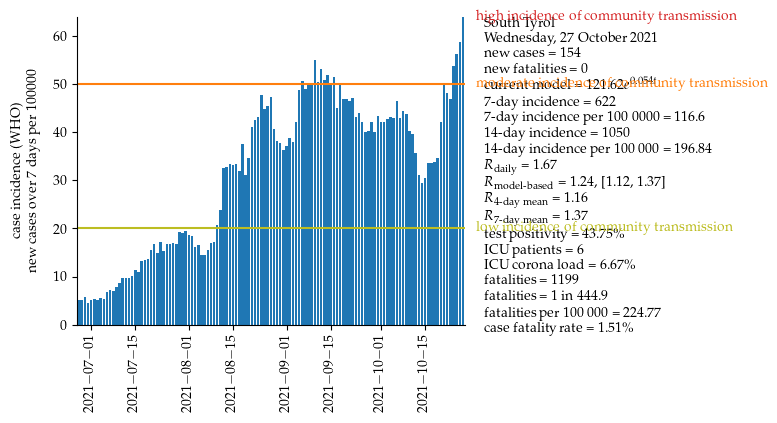 high incidence of community transmission
South Tyrol
Wednesday, 27 October 2021
new cases = 154
new fatalities = 0
moderate incidence of community transmission
current model = 121.62e^0.054t
7-day incidence = 622
7-day incidence per 100 0000 = 116.6
14-day incidence = 1050
14-day incidence per 100 000 = 196.84
R_daily = 1.67
R_model-based = 1.24, [1.12, 1.37]
R_4-day mean = 1.16
R_7-day mean = 1.37
low incidence of community transmission
test positivity = 43.75%
ICU patients = 6
ICU corona load = 6.67%
fatalities = 1199
fatalities = 1 in 444.9
fatalities per 100 000 = 224.77
case fatality rate = 1.51%
case incidence (WHO)
new cases over 7 days per 100000
60
50
40
30
20
10
0
2021−07−01
2021−07−15
2021−08−01
2021−08−15
2021−09−01
2021−09−15
2021−10−01
2021−10−15